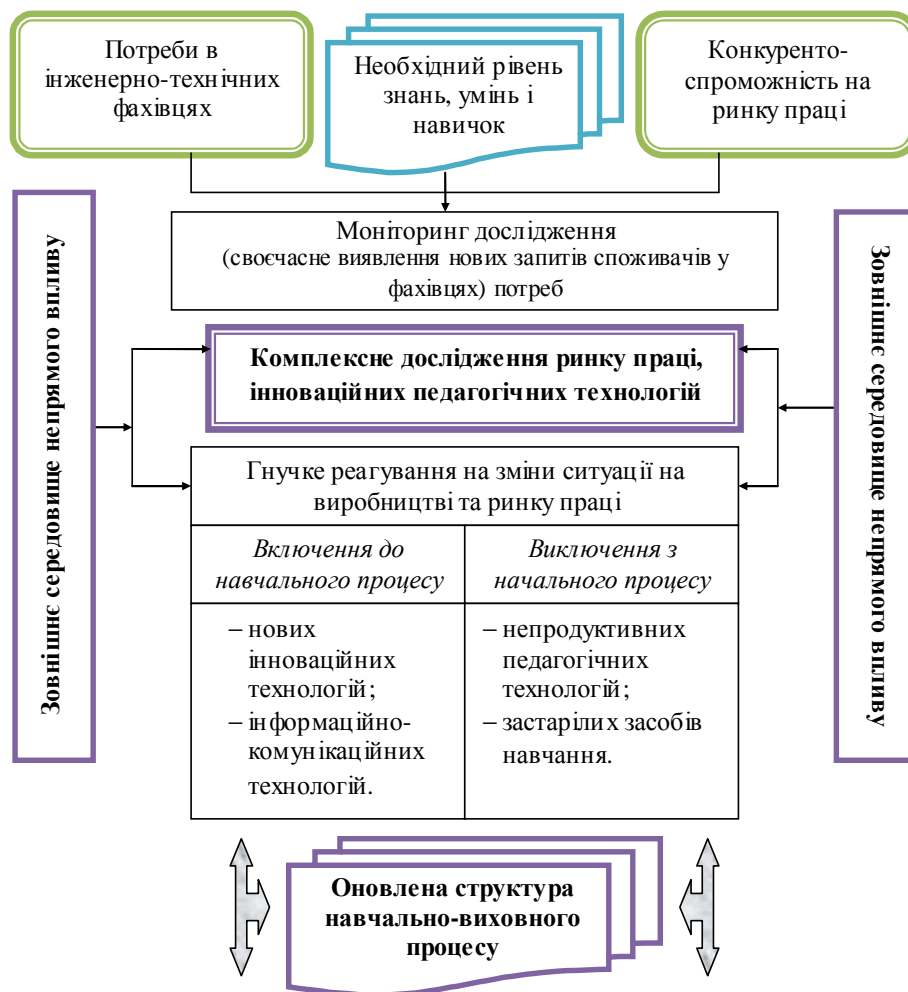 Потреби в
інженерно-технічних
фахівцях
Необхідний рівень
знань, умінь і
навичок
Конкуренто-
спроможність на
ринку праці
Моніторинг дослідження
(своєчасне виявлення нових запитів споживачів у
фахівцях) потреб
Зовнішнє середовище непрямого впливу
Комплексне дослідження ринку праці,
інноваційних педагогічних технологій
Зовнішнє середовище непрямого впливу
Гнучке реагування на зміни ситуації на
виробництві та ринку праці
Включення до
навчального процесу
Виключення з
начального процесу
– нових
інноваційних
технологій;
– інформаційно-
комунікаційних
технологій.
– непродуктивних
педагогічних
технологій;
– застарілих засобів
навчання.
Оновлена структура
навчально-виховного
процесу